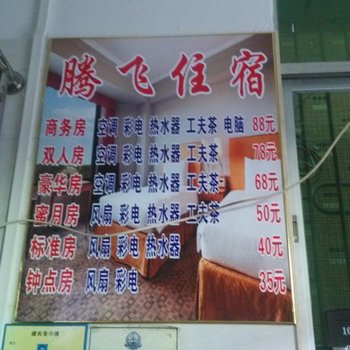 腾飞住宿
商务房 空调 彩电 热水器 工夫茶 电脑 88元
双人房 空调 彩电 热水器 工夫茶 78元
豪华房 空调 彩电 热水器 工夫茶 68元
蜜月房 风扇 彩电 热水器 工夫茶 50元
标准房 风扇 彩电 热水器 40元
钟点房 风扇 彩电 35元